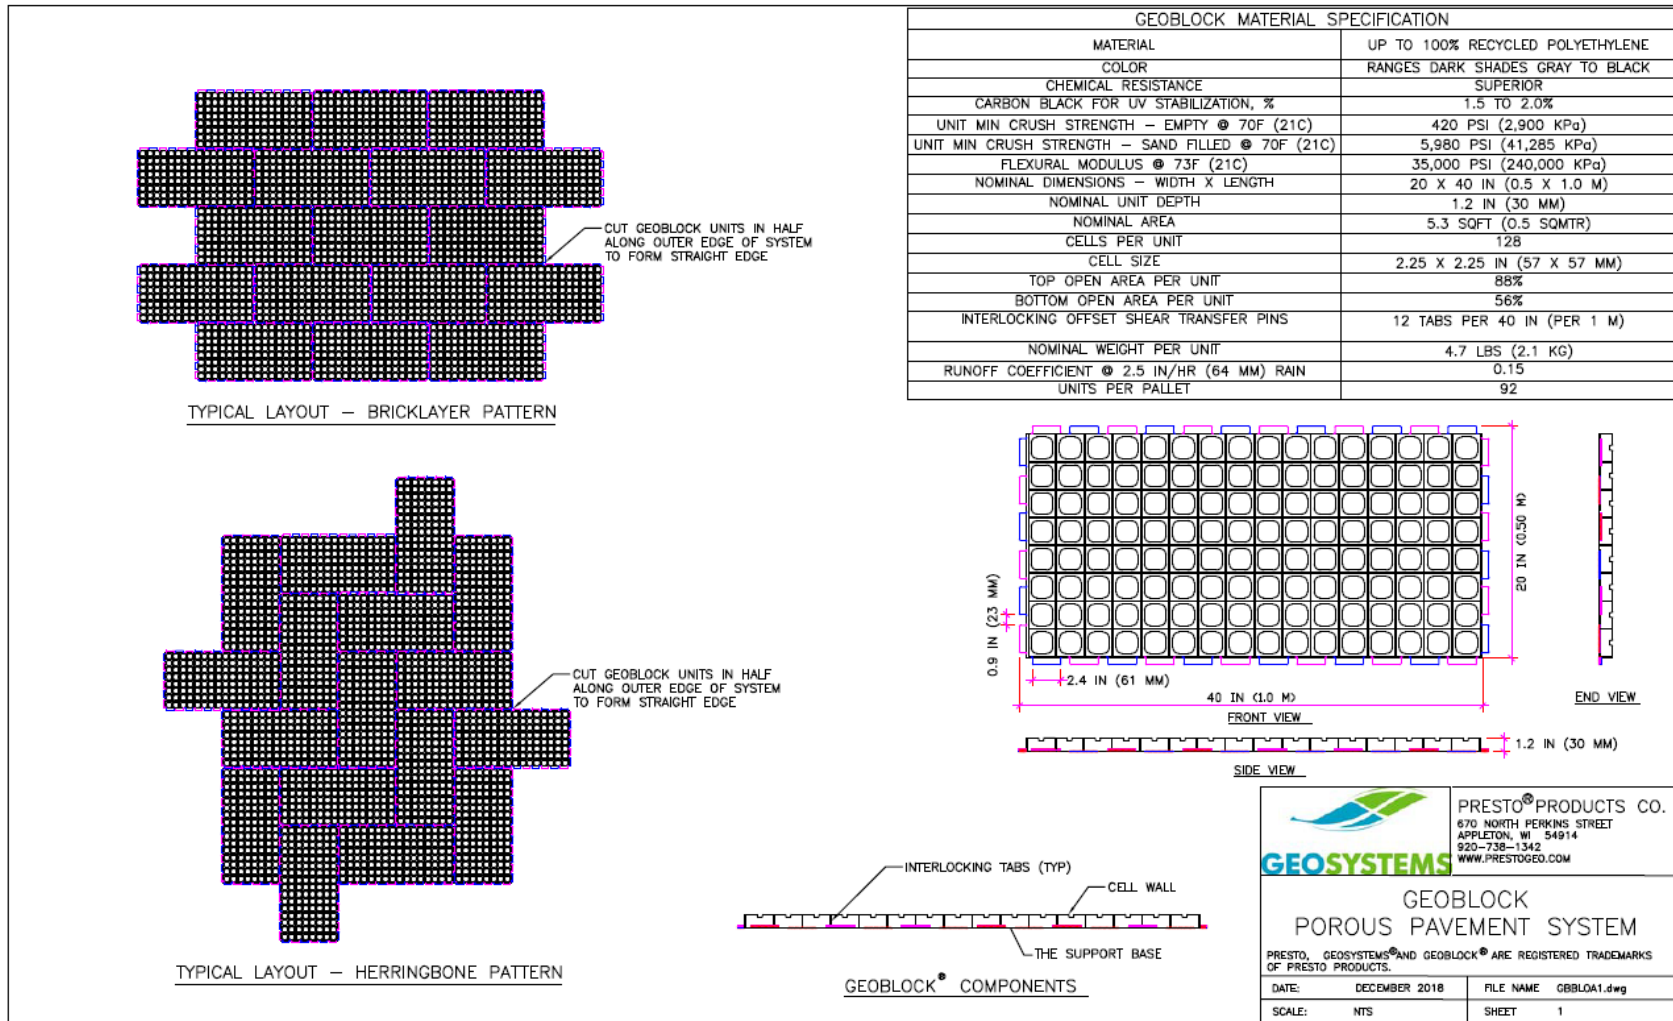 GEOBLOCK MATERIAL SPECIFICATION
MATERIAL UP TO 100% RECYCLED POLYETHYLENE
COLOR RANGES DARK SHADES GRAY TO BLACK
CHEMICAL RESISTANCE SUPERIOR
CARBON BLACK FOR UV STABILIZATION, % 1.5 TO 2.0%
UNIT MIN CRUSH STRENGTH – EMPTY @ 70F (21C) 420 PSI (2,900 KPa)
UNIT MIN CRUSH STRENGTH – SAND FILLED @ 70F (21C) 5,980 PSI (41,285 KPa)
FLEXURAL MODULUS @ 73F (21C) 35,000 PSI (240,000 KPa)
NOMINAL DIMENSIONS – WIDTH X LENGTH 20 X 40 IN (0.5 X 1.0 M)
NOMINAL UNIT DEPTH 1.2 IN (30 MM)
NOMINAL AREA 5.3 SQFT (0.5 SQMTR)
CELLS PER UNIT 128
CELL SIZE 2.25 X 2.25 IN (57 X 57 MM)
TOP OPEN AREA PER UNIT 88%
BOTTOM OPEN AREA PER UNIT 56%
INTERLOCKING OFFSET SHEAR TRANSFER PINS 12 TABS PER 40 IN (PER 1 M)
NOMINAL WEIGHT PER UNIT 4.7 LBS (2.1 KG)
RUNOFF COEFFICIENT @ 2.5 IN/HR (64 MM) RAIN 0.15
UNITS PER PALLET 92
CUT GEOBLOCK UNITS IN HALF
ALONG OUTER EDGE OF SYSTEM
TO FORM STRAIGHT EDGE
TYPICAL LAYOUT – BRICKLAYER PATTERN
CUT GEOBLOCK UNITS IN HALF
ALONG OUTER EDGE OF SYSTEM
TO FORM STRAIGHT EDGE
TYPICAL LAYOUT – HERRINGBONE PATTERN
20 IN (0.50 M)
0.9 IN (23 MM)
2.4 IN (61 MM)
40 IN (1.0 M)
FRONT VIEW
END VIEW
1.2 IN (30 MM)
SIDE VIEW
INTERLOCKING TABS (TYP)
CELL WALL
THE SUPPORT BASE
GEOBLOCK® COMPONENTS
GEOSYSTEMS
PRESTO® PRODUCTS CO.
670 NORTH PERKINS STREET
APPLETON, WI 54914
920–738–1342
WWW.PRESTOGEO.COM
GEOBLOCK
POROUS PAVEMENT SYSTEM
PRESTO, GEOSYSTEMS® AND GEOBLOCK® ARE REGISTERED TRADEMARKS
OF PRESTO PRODUCTS.
DATE: DECEMBER 2018 FILE NAME GBBLOA1.dwg
SCALE: NTS SHEET 1